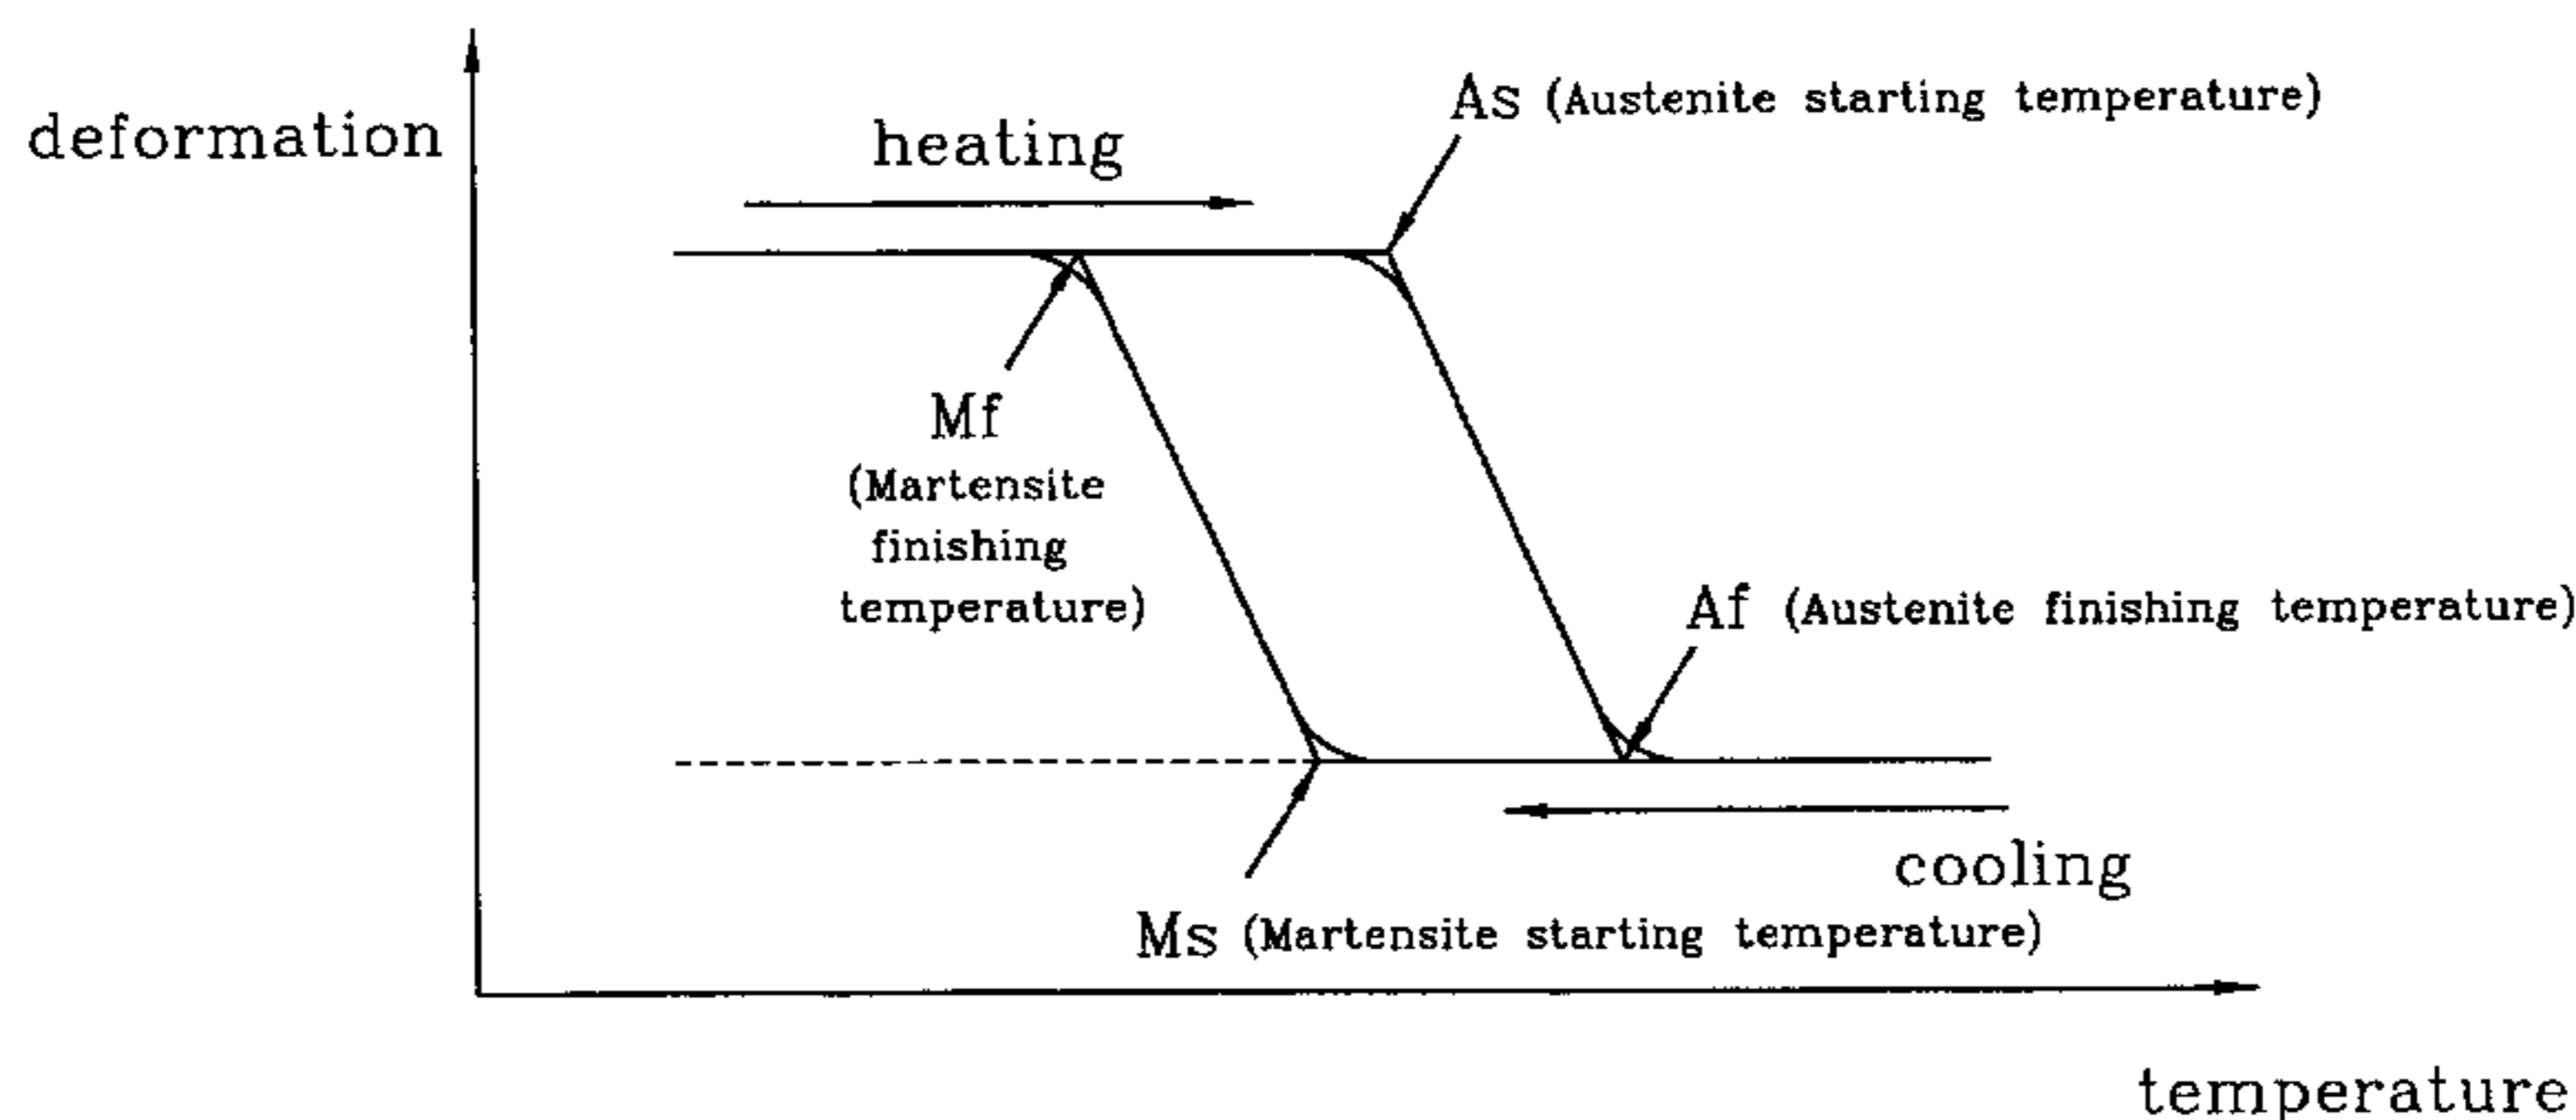 As (Austenite starting temperature)
deformation
heating
Mf
(Martensite
finishing
temperature)
Af (Austenite finishing temperature)
cooling
Ms (Martensite starting temperature)
temperature